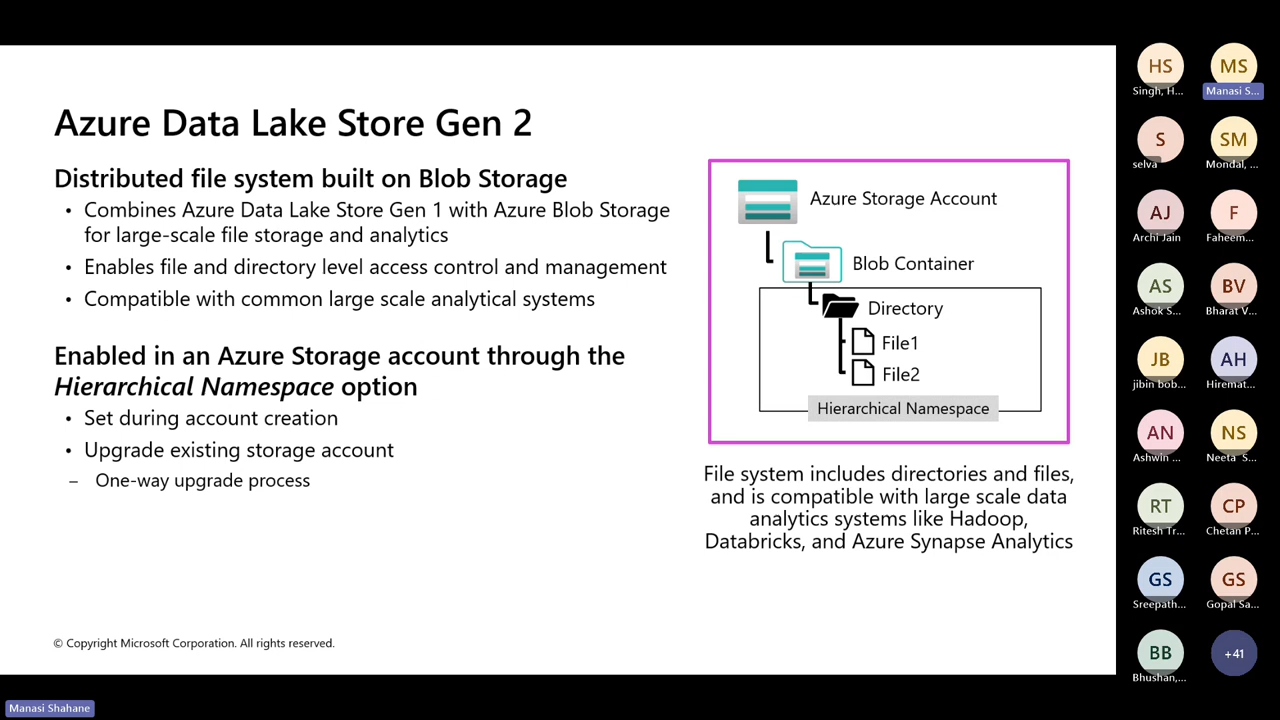 Azure Data Lake Store Gen 2
Distributed file system built on Blob Storage
• Combines Azure Data Lake Store Gen 1 with Azure Blob Storage
for large-scale file storage and analytics
• Enables file and directory level access control and management
• Compatible with common large scale analytical systems
Enabled in an Azure Storage account through the
Hierarchical Namespace option
• Set during account creation
• Upgrade existing storage account
– One-way upgrade process
Azure Storage Account
Blob Container
Directory
File1
File2
Hierarchical Namespace
File system includes directories and files,
and is compatible with large scale data
analytics systems like Hadoop,
Databricks, and Azure Synapse Analytics
© Copyright Microsoft Corporation. All rights reserved.
Manasi Shahane
HS MS
Singh, H... Manasi S...
S SM
selva Mondal, ...
AJ F
Archi Jain Faheem...
AS BV
Ashok S... Bharat V...
JB AH
jibin bob... Hiremat...
AN NS
Ashwin ... Neeta S...
RT CP
Ritesh Tr... Chetan P...
GS GS
Sreepath... Gopal Sa...
BB +41
Bhushan,...